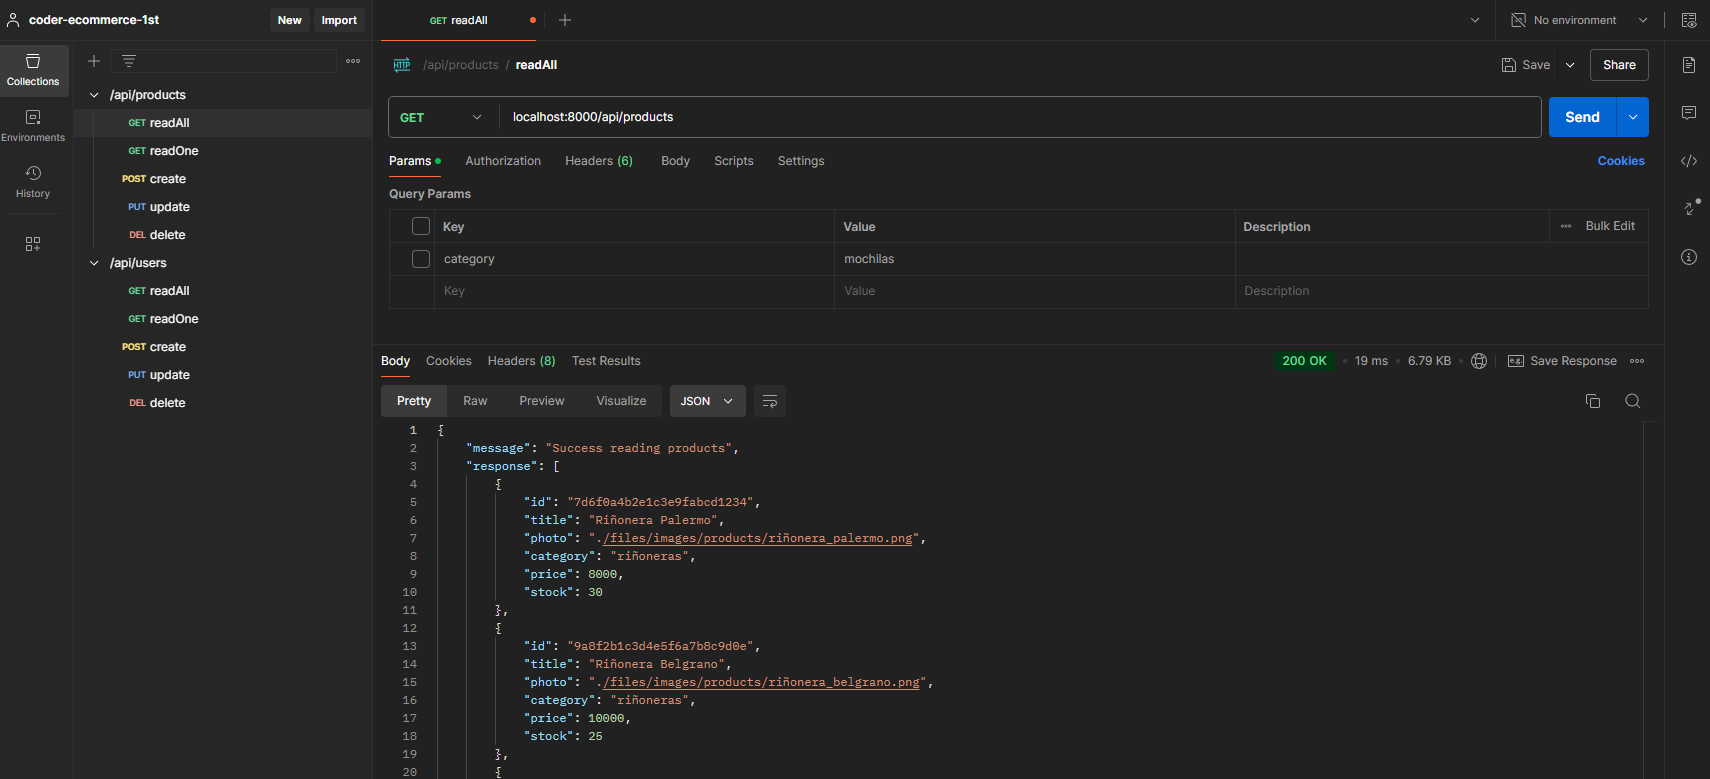 coder-ecommerce-1st
New
Import
GET readAll
No environment
Collections
Environments
History
/api/products
GET readAll
GET readOne
POST create
PUT update
DEL delete
/api/users
GET readAll
GET readOne
POST create
PUT update
DEL delete
HTTP /api/products / readAll
Save
Share
GET
localhost:8000/api/products
Send
Params
Authorization
Headers (6)
Body
Scripts
Settings
Cookies
Query Params
Key Value Description Bulk Edit
category mochilas
Key Value Description
Body
Cookies
Headers (8)
Test Results
200 OK
19 ms
6.79 KB
e.g. Save Response
Pretty
Raw
Preview
Visualize
JSON
1 {
2 "message": "Success reading products",
3 "response": [
4 {
5 "id": "7d6f0a4b2e1c3e9fabcd1234",
6 "title": "Riñonera Palermo",
7 "photo": "./files/images/products/riñonera_palermo.png",
8 "category": "riñoneras",
9 "price": 8000,
10 "stock": 30
11 },
12 {
13 "id": "9a8f2b1c3d4e5f6a7b8c9d0e",
14 "title": "Riñonera Belgrano",
15 "photo": "./files/images/products/riñonera_belgrano.png",
16 "category": "riñoneras",
17 "price": 10000,
18 "stock": 25
19 },
20 {